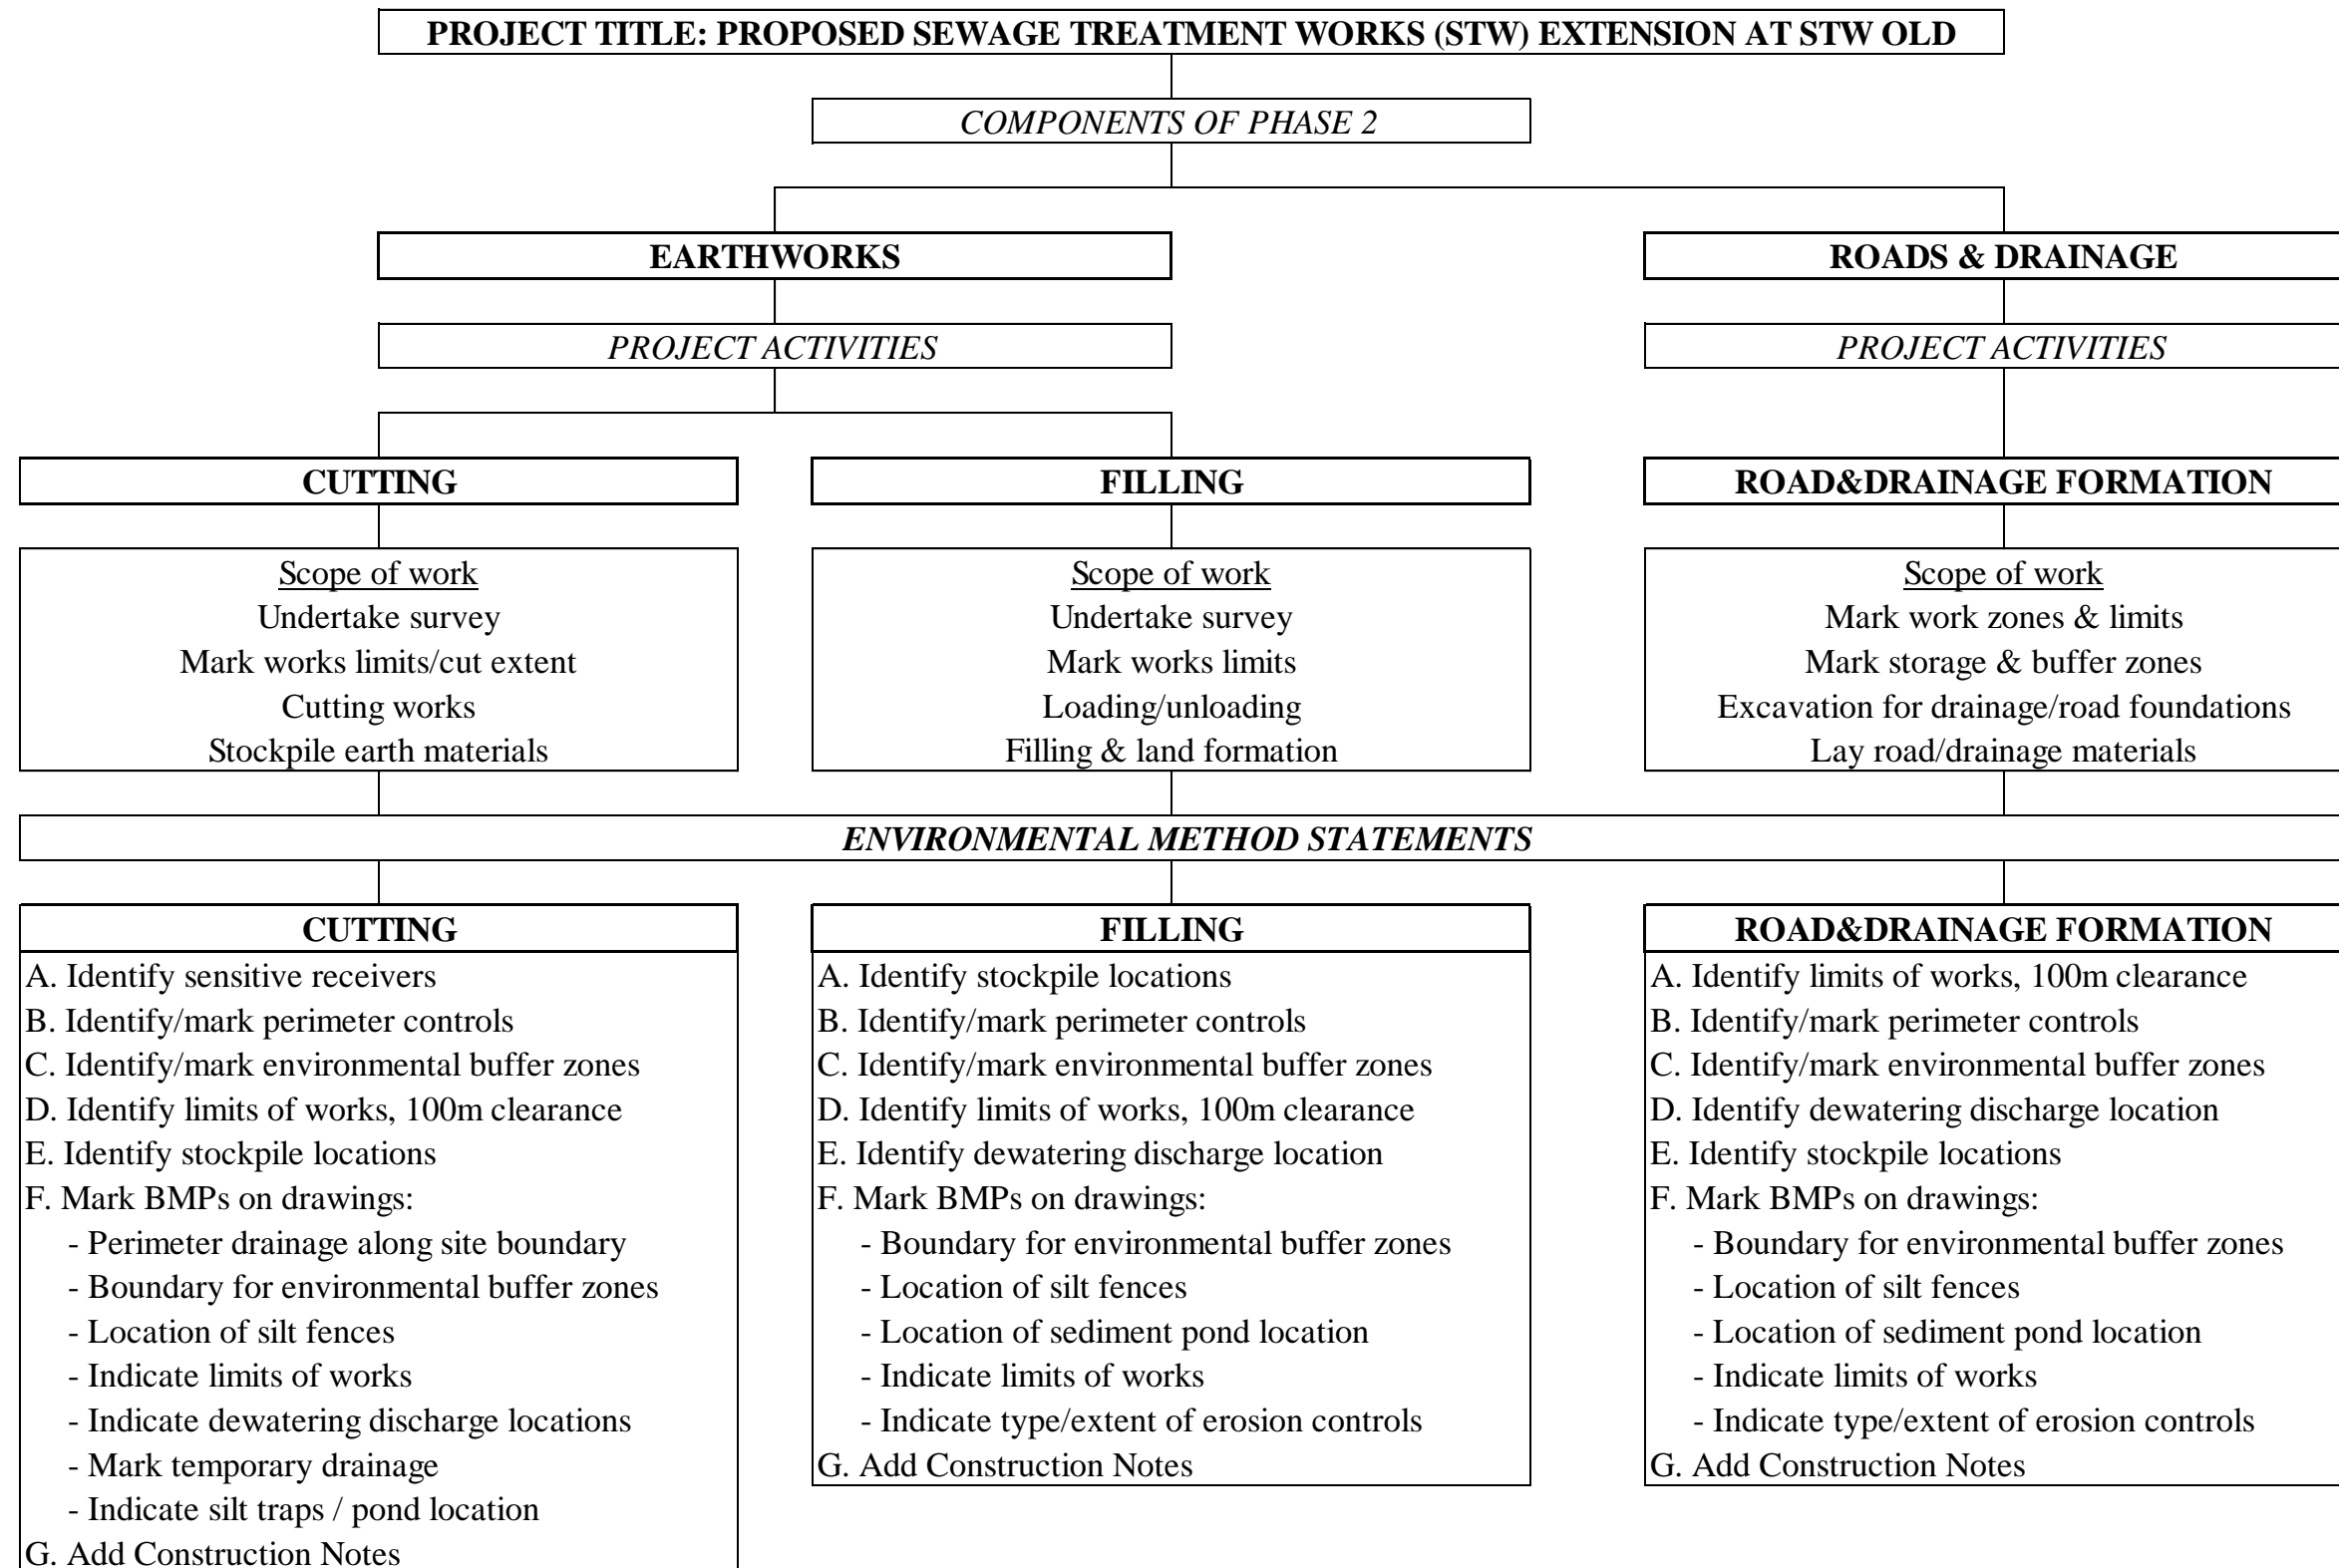 PROJECT TITLE: PROPOSED SEWAGE TREATMENT WORKS (STW) EXTENSION AT STW OLD
COMPONENTS OF PHASE 2
EARTHWORKS
ROADS & DRAINAGE
PROJECT ACTIVITIES
PROJECT ACTIVITIES
CUTTING
FILLING
ROAD&DRAINAGE FORMATION
Scope of work
Undertake survey
Mark works limits/cut extent
Cutting works
Stockpile earth materials
Scope of work
Undertake survey
Mark works limits
Loading/unloading
Filling & land formation
Scope of work
Mark work zones & limits
Mark storage & buffer zones
Excavation for drainage/road foundations
Lay road/drainage materials
ENVIRONMENTAL METHOD STATEMENTS
CUTTING
A. Identify sensitive receivers
B. Identify/mark perimeter controls
C. Identify/mark environmental buffer zones
D. Identify limits of works, 100m clearance
E. Identify stockpile locations
F. Mark BMPs on drawings:
- Perimeter drainage along site boundary
- Boundary for environmental buffer zones
- Location of silt fences
- Indicate limits of works
- Indicate dewatering discharge locations
- Mark temporary drainage
- Indicate silt traps / pond location
G. Add Construction Notes
FILLING
A. Identify stockpile locations
B. Identify/mark perimeter controls
C. Identify/mark environmental buffer zones
D. Identify limits of works, 100m clearance
E. Identify dewatering discharge location
F. Mark BMPs on drawings:
- Boundary for environmental buffer zones
- Location of silt fences
- Location of sediment pond location
- Indicate limits of works
- Indicate type/extent of erosion controls
G. Add Construction Notes
ROAD&DRAINAGE FORMATION
A. Identify limits of works, 100m clearance
B. Identify/mark perimeter controls
C. Identify/mark environmental buffer zones
D. Identify dewatering discharge location
E. Identify stockpile locations
F. Mark BMPs on drawings:
- Boundary for environmental buffer zones
- Location of silt fences
- Location of sediment pond location
- Indicate limits of works
- Indicate type/extent of erosion controls
G. Add Construction Notes